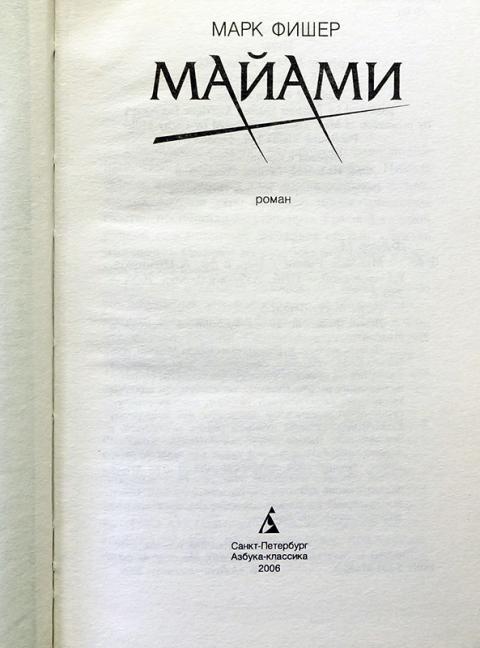 МАРК ФИШЕР
МАЙАМИ
роман
Санкт-Петербург
Азбука-классика
2006